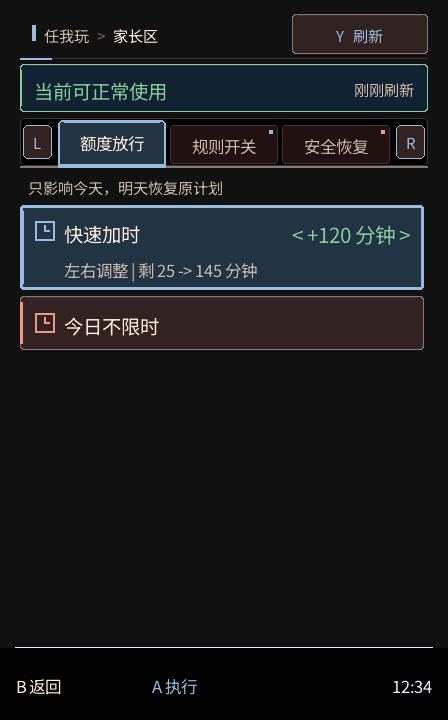 任我玩 > 家长区
Y 刷新
当前可正常使用
刚刚刷新
L
额度放行
规则开关
安全恢复
R
只影响今天，明天恢复原计划
快速加时
< +120 分钟 >
左右调整 | 剩 25 -> 145 分钟
今日不限时
B 返回
A 执行
12:34